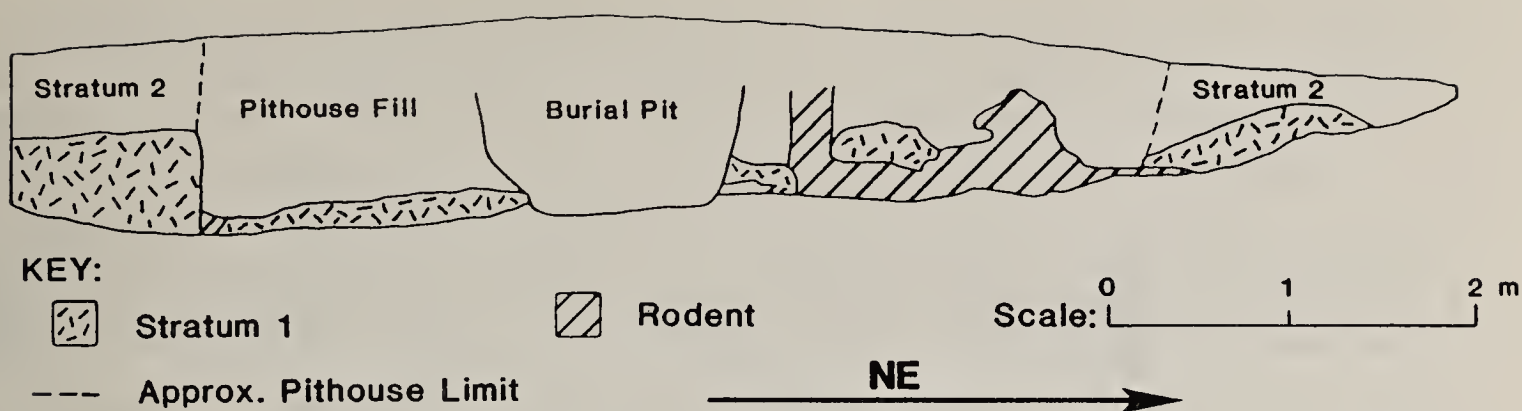 Stratum 2
Pithouse Fill
Burial Pit
Stratum 2
KEY:
Stratum 1
Rodent
Scale:
0 1 2 m
--- Approx. Pithouse Limit
NE